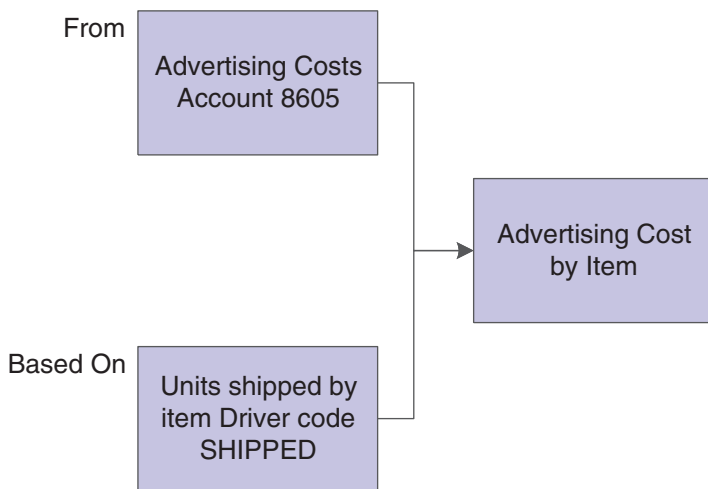 From
Advertising Costs
Account 8605
Advertising Cost
by Item
Based On
Units shipped by
item Driver code
SHIPPED